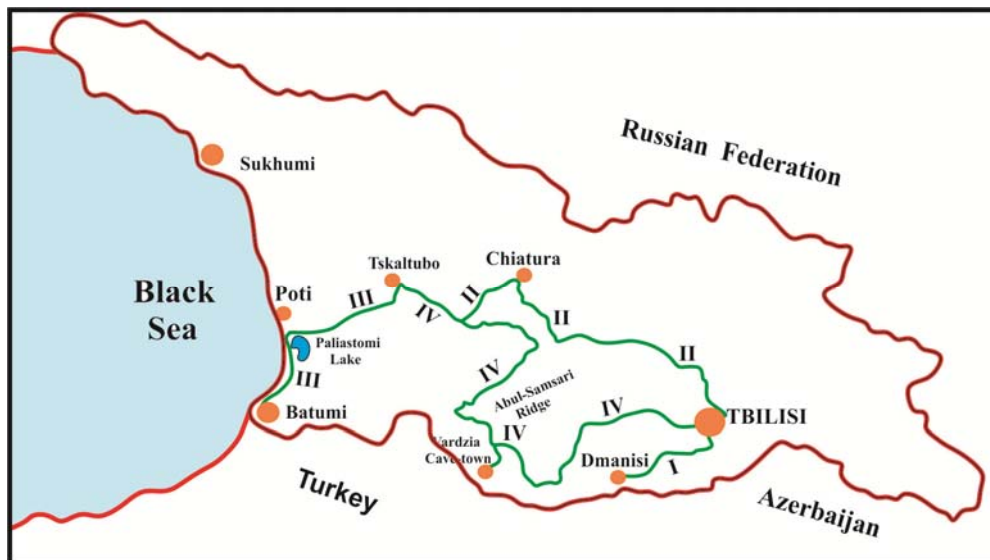 Russian Federation
Sukhumi
Black
Sea
Poti
Tskaltubo
Chiatura
III
IV
II
II
II
Paliastomi
Lake
III
IV
Abul-Samsari
Ridge
IV
IV
TBILISI
Batumi
Vardzia
Cave-town
Dmanisi
I
Turkey
Azerbaijan